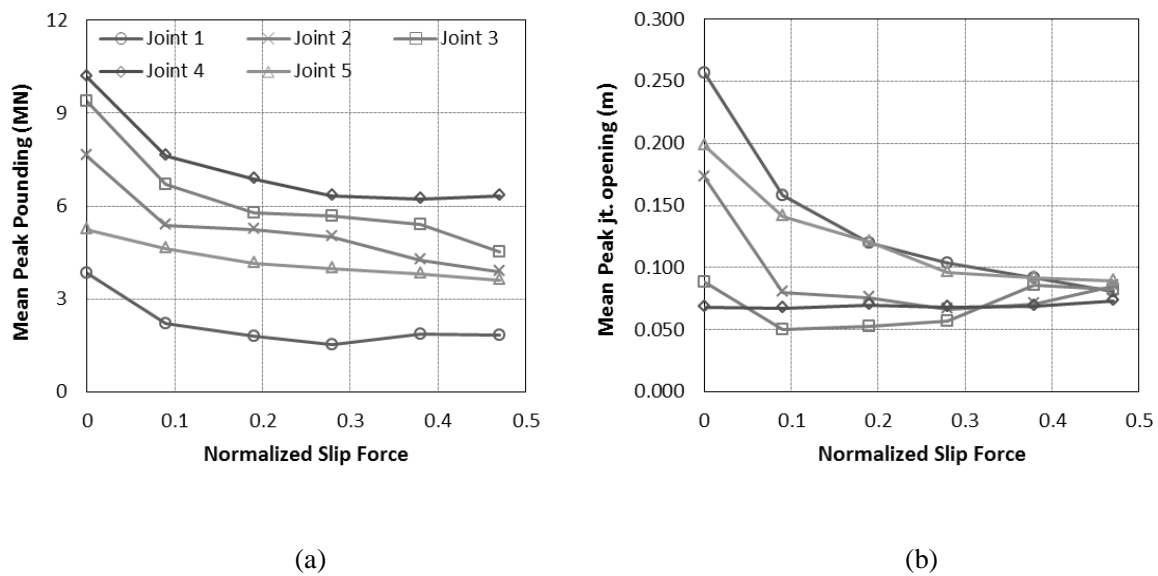 12
9
6
3
0
Mean Peak Pounding (MN)
Joint 1 Joint 2 Joint 3
Joint 4 Joint 5
0 0.1 0.2 0.3 0.4 0.5
Normalized Slip Force
(a)
0.300
0.250
0.200
0.150
0.100
0.050
0.000
Mean Peak jt. opening (m)
0 0.1 0.2 0.3 0.4 0.5
Normalized Slip Force
(b)